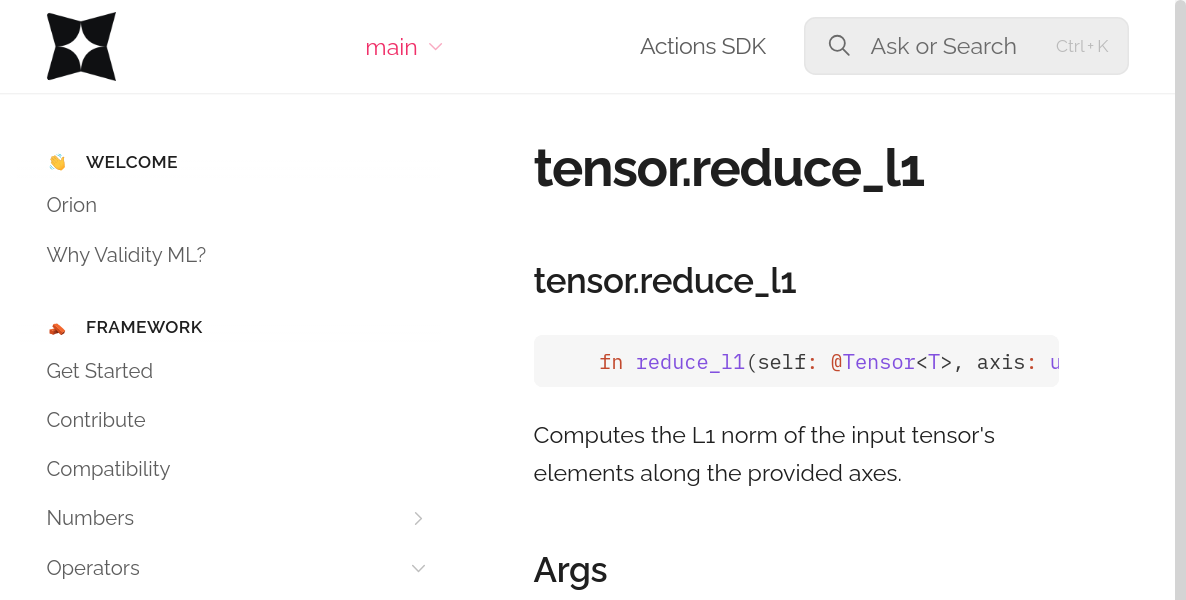 main
Actions SDK
Ask or Search
Ctrl + K
WELCOME
Orion
Why Validity ML?
FRAMEWORK
Get Started
Contribute
Compatibility
Numbers
Operators
tensor.reduce_l1
tensor.reduce_l1
fn reduce_l1(self: @Tensor<T>, axis: u
Computes the L1 norm of the input tensor's
elements along the provided axes.
Args